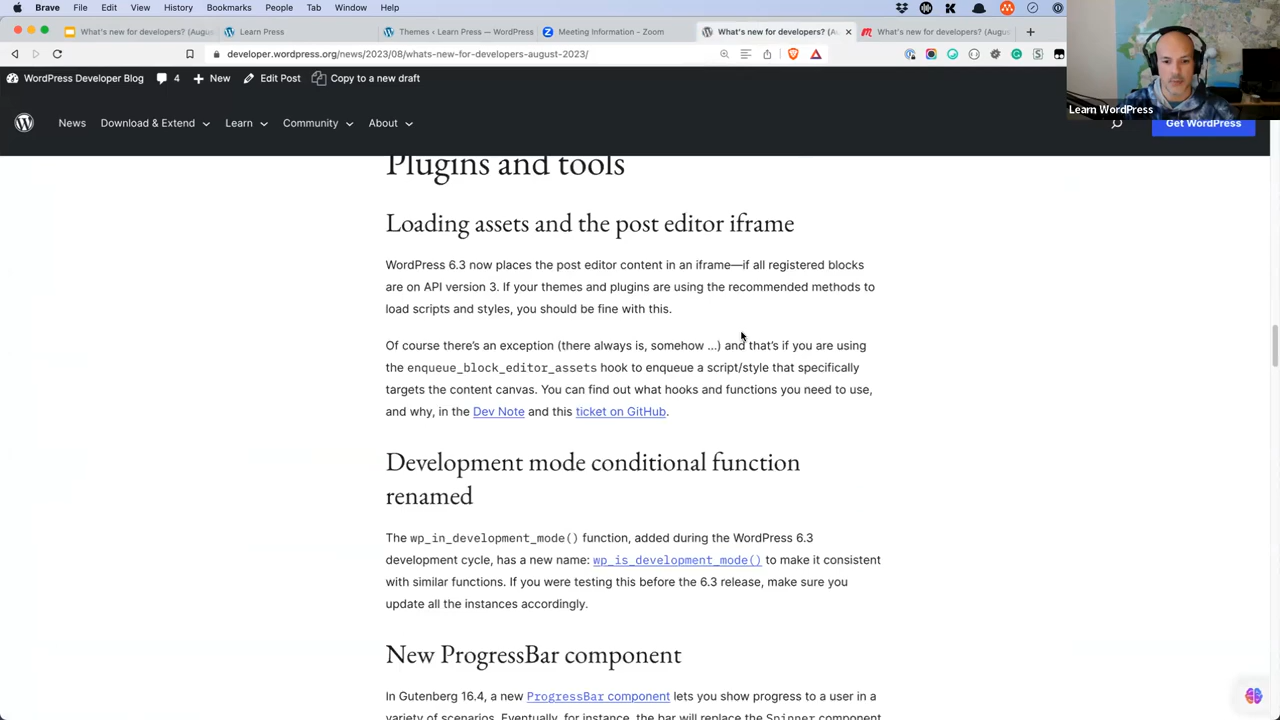 Brave File Edit View History Bookmarks People Tab Window Help
What's new for developers? (Augus
Learn Press
Themes ‹ Learn Press — WordPress
Meeting Information - Zoom
What's new for developers? (Au
What's new for developers? (Augus
developer.wordpress.org/news/2023/08/whats-new-for-developers-august-2023/
WordPress Developer Blog 4 New Edit Post Copy to a new draft
Learn WordPress
News Download & Extend Learn Community About Get WordPress
Plugins and tools
Loading assets and the post editor iframe
WordPress 6.3 now places the post editor content in an iframe—if all registered blocks
are on API version 3. If your themes and plugins are using the recommended methods to
load scripts and styles, you should be fine with this.
Of course there's an exception (there always is, somehow …) and that's if you are using
the enqueue_block_editor_assets hook to enqueue a script/style that specifically
targets the content canvas. You can find out what hooks and functions you need to use,
and why, in the Dev Note and this ticket on GitHub.
Development mode conditional function
renamed
The wp_in_development_mode() function, added during the WordPress 6.3
development cycle, has a new name: wp_is_development_mode() to make it consistent
with similar functions. If you were testing this before the 6.3 release, make sure you
update all the instances accordingly.
New ProgressBar component
In Gutenberg 16.4, a new ProgressBar component lets you show progress to a user in a
variety of scenarios. Eventually, for instance, the bar will replace the Spinner component